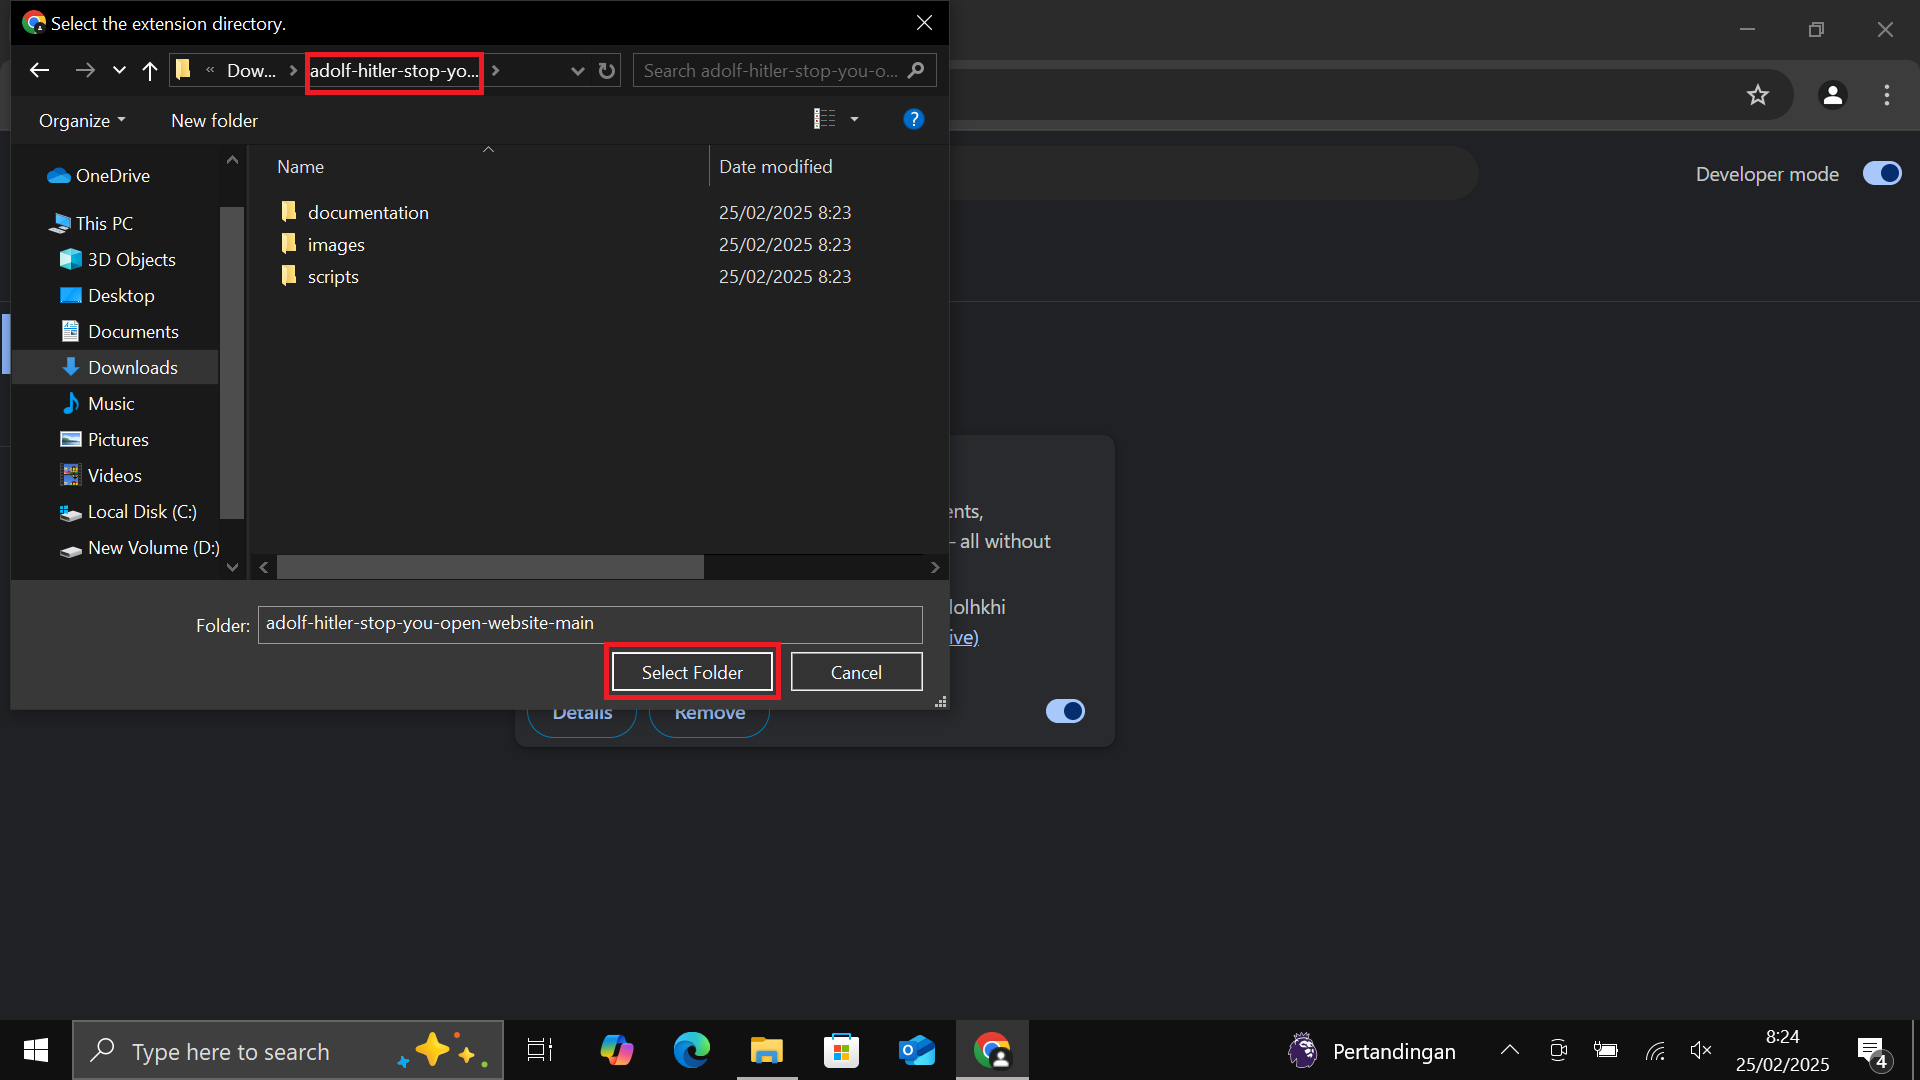 Select the extension directory.
« Dow... > adolf-hitler-stop-yo... >
Search adolf-hitler-stop-you-o...
Organize
New folder
?
Developer mode
Name
Date modified
OneDrive
This PC
3D Objects
Desktop
Documents
Downloads
Music
Pictures
Videos
Local Disk (C:)
New Volume (D:)
documentation 25/02/2025 8:23
images 25/02/2025 8:23
scripts 25/02/2025 8:23
ents,
- all without
lolhkhi
ive)
Folder: adolf-hitler-stop-you-open-website-main
Select Folder
Cancel
Details
Remove
Type here to search
Pertandingan
8:24
25/02/2025
4